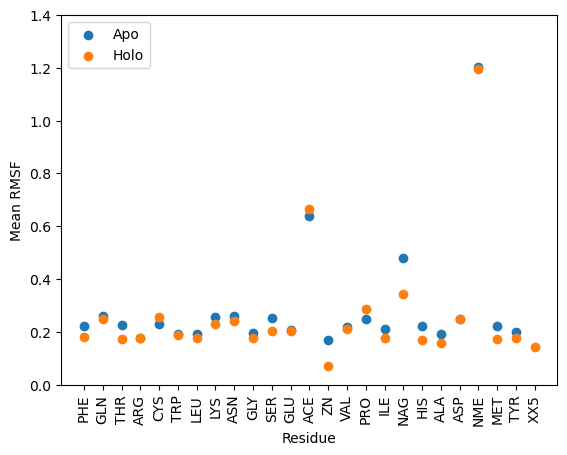 Apo
Holo
Mean RMSF
1.4
1.2
1.0
0.8
0.6
0.4
0.2
0.0
PHE
GLN
THR
ARG
CYS
TRP
LEU
LYS
ASN
GLY
SER
GLU
ACE
ZN
VAL
PRO
ILE
NAG
HIS
ALA
ASP
NME
MET
TYR
XX5
Residue